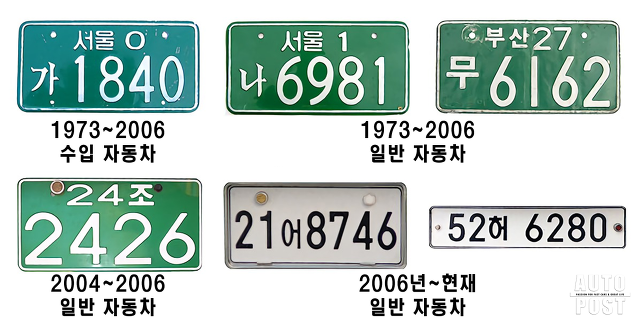 서울 0
가 1840
서울 1
나 6981
부산 27
무 6162
1973~2006
수입 자동차
1973~2006
일반 자동차
24조
2426
21어8746
52허 6280
2004~2006
일반 자동차
2006년~현재
일반 자동차
AUTO
POST